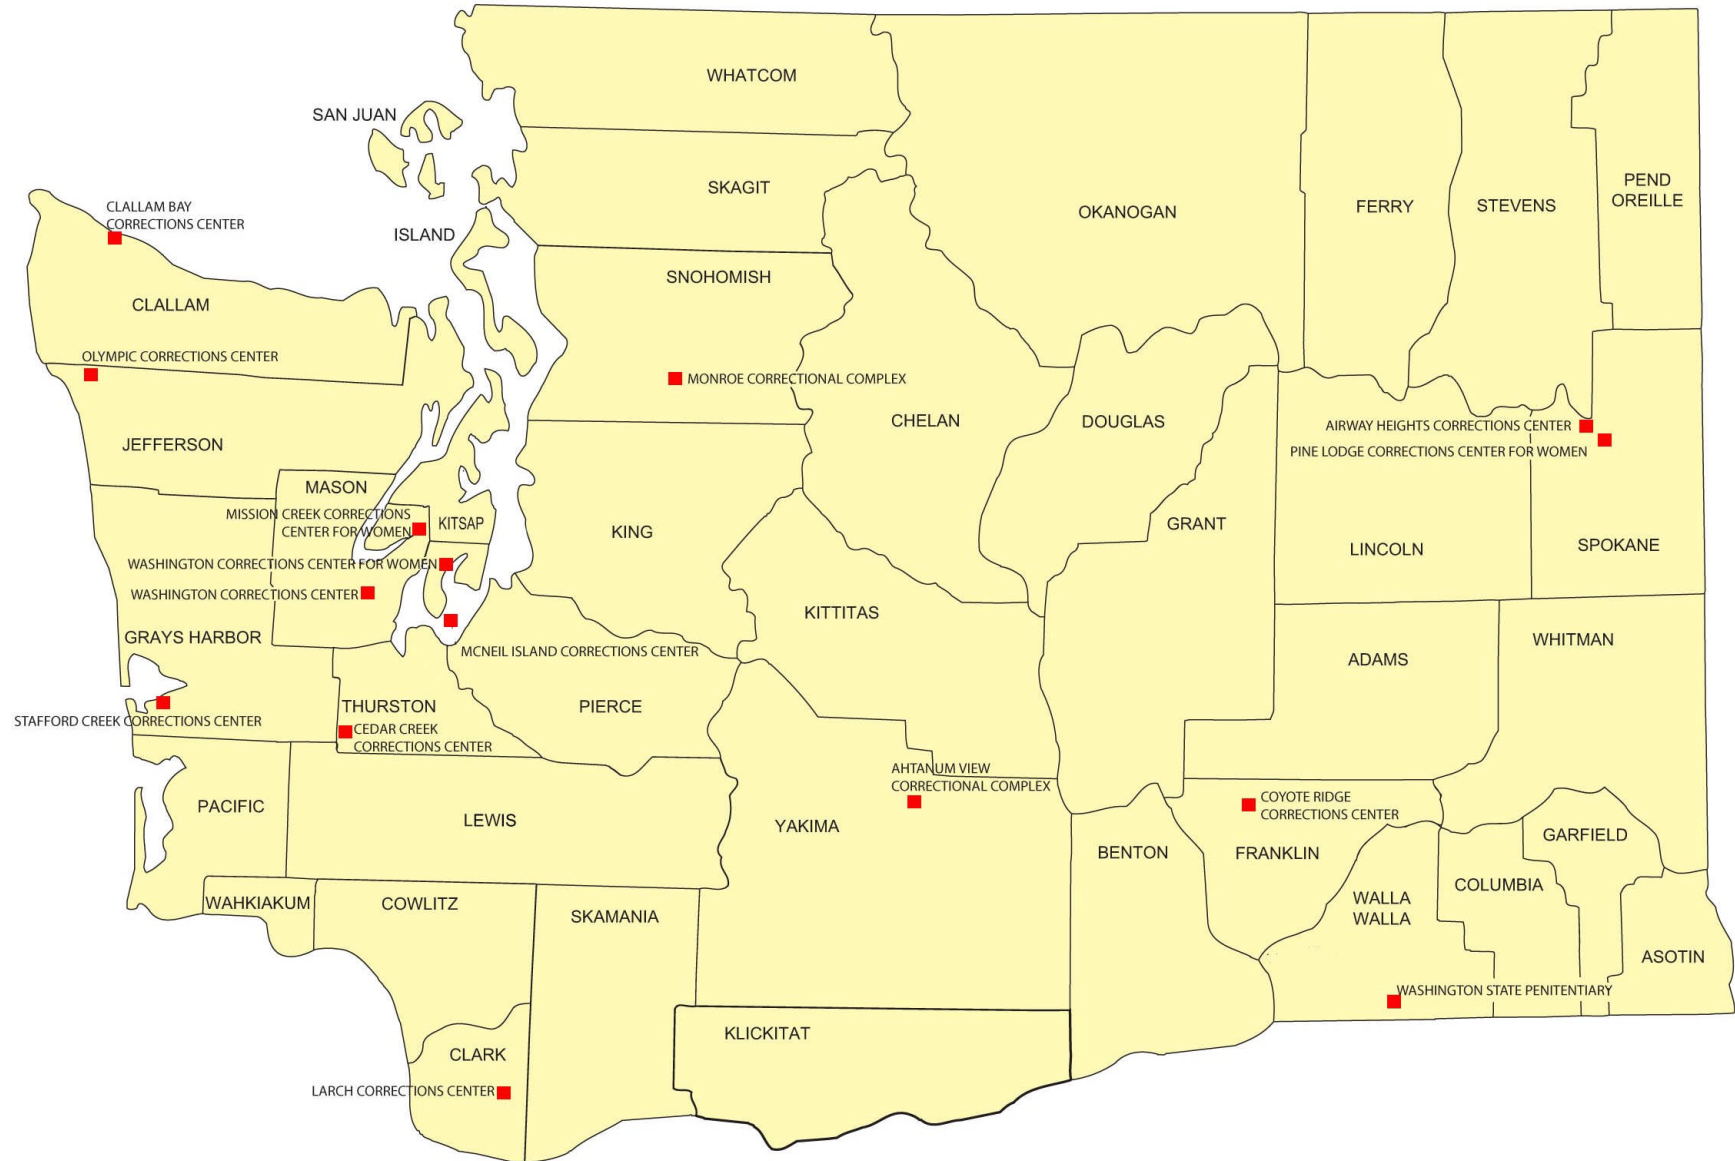 WHATCOM
SAN JUAN
SKAGIT
PEND
OREILLE
CLALLAM BAY
CORRECTIONS CENTER
ISLAND
OKANOGAN
FERRY
STEVENS
SNOHOMISH
CLALLAM
OLYMPIC CORRECTIONS CENTER
MONROE CORRECTIONAL COMPLEX
CHELAN
DOUGLAS
AIRWAY HEIGHTS CORRECTIONS CENTER
JEFFERSON
PINE LODGE CORRECTIONS CENTER FOR WOMEN
MASON
MISSION CREEK CORRECTIONS
CENTER FOR WOMEN
KITSAP
KING
GRANT
LINCOLN
SPOKANE
WASHINGTON CORRECTIONS CENTER FOR WOMEN
WASHINGTON CORRECTIONS CENTER
KITTITAS
GRAYS HARBOR
MCNEIL ISLAND CORRECTIONS CENTER
ADAMS
WHITMAN
THURSTON
PIERCE
STAFFORD CREEK CORRECTIONS CENTER
CEDAR CREEK
CORRECTIONS CENTER
AHTANUM VIEW
CORRECTIONAL COMPLEX
COYOTE RIDGE
CORRECTIONS CENTER
PACIFIC
LEWIS
YAKIMA
GARFIELD
BENTON
FRANKLIN
COLUMBIA
WAHKIAKUM
COWLITZ
SKAMANIA
WALLA
WALLA
ASOTIN
WASHINGTON STATE PENITENTIARY
KLICKITAT
CLARK
LARCH CORRECTIONS CENTER